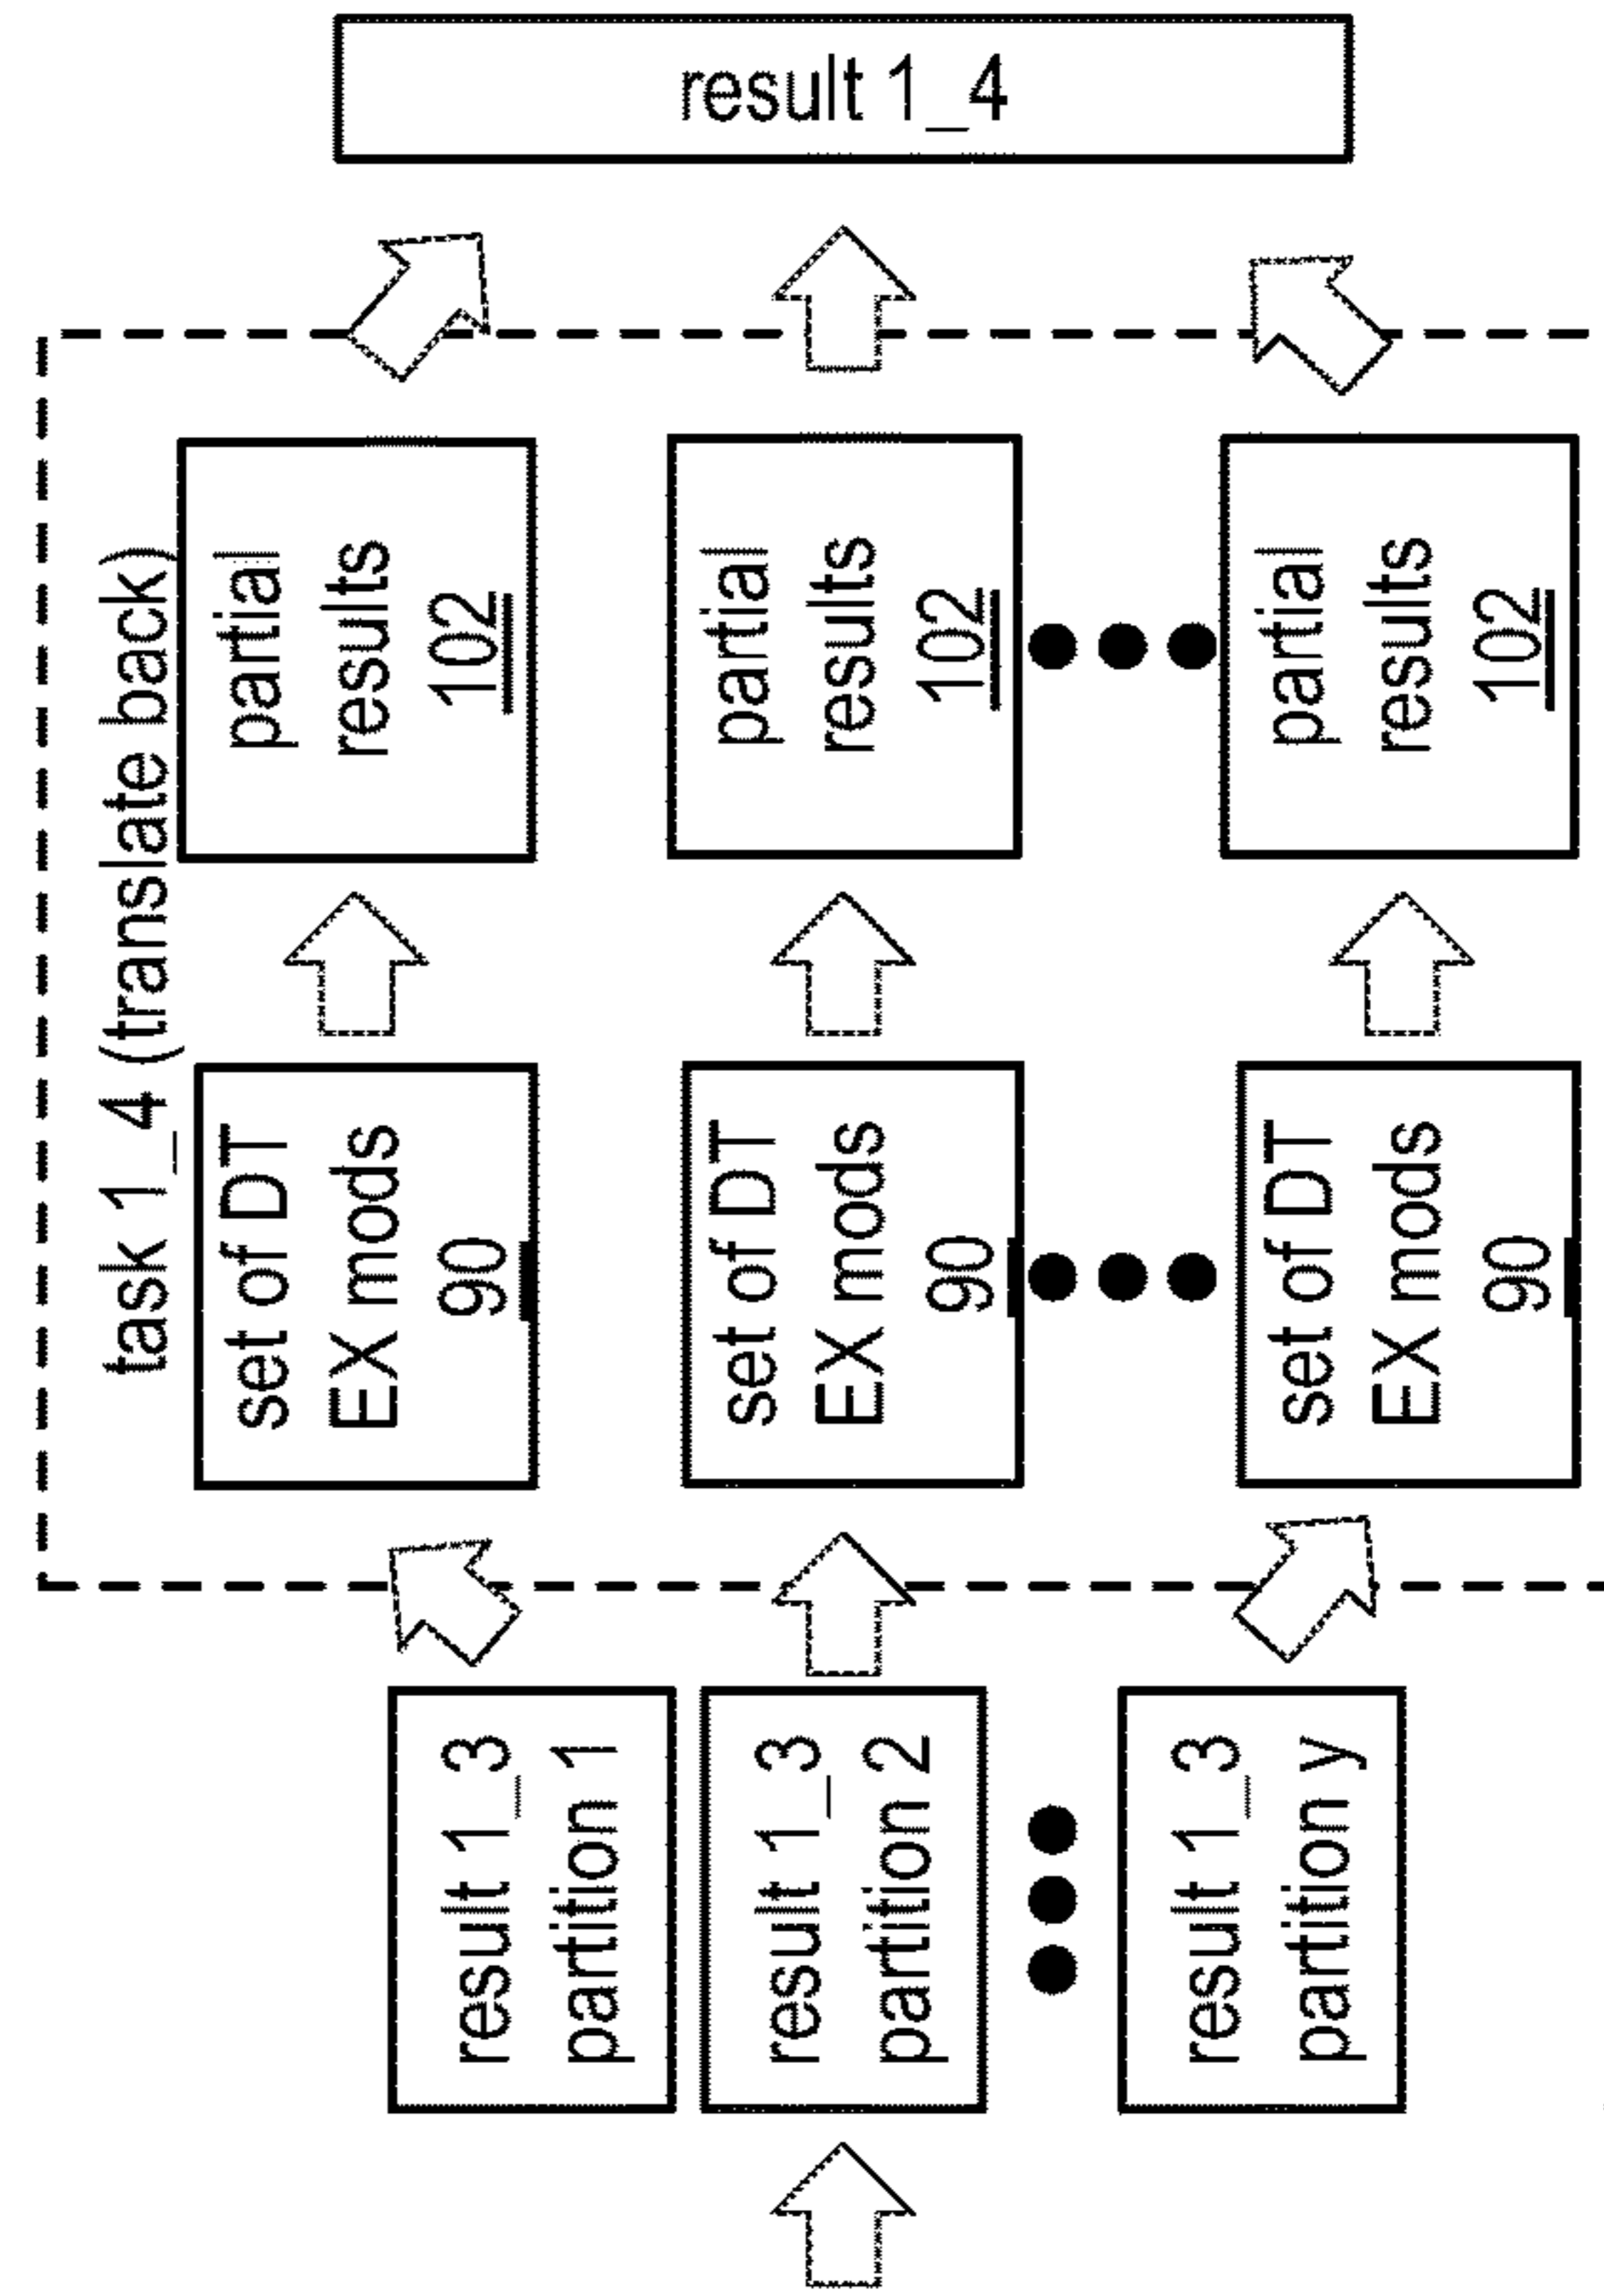 result 1_4
task 1_4 (translate back)
partial
results
102
partial
results
102
partial
results
102
set of DT
EX mods
90
set of DT
EX mods
90
set of DT
EX mods
90
result 1_3
partition 1
result 1_3
partition 2
result 1_3
partition y